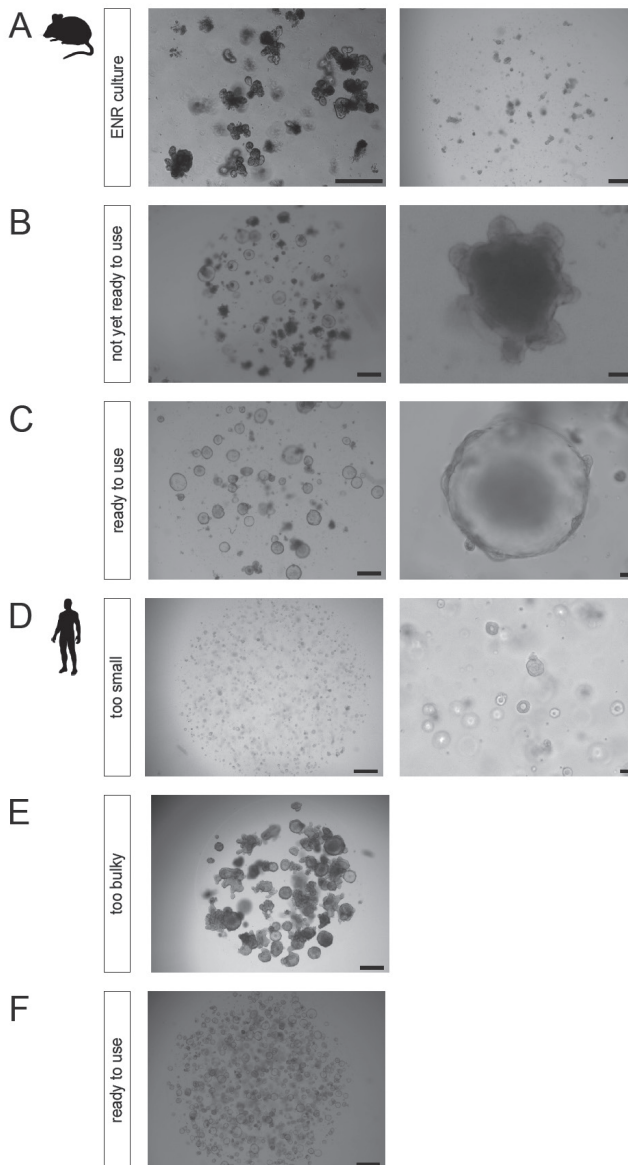 A
ENR culture
B
not yet ready to use
C
ready to use
D
too small
E
too bulky
F
ready to use